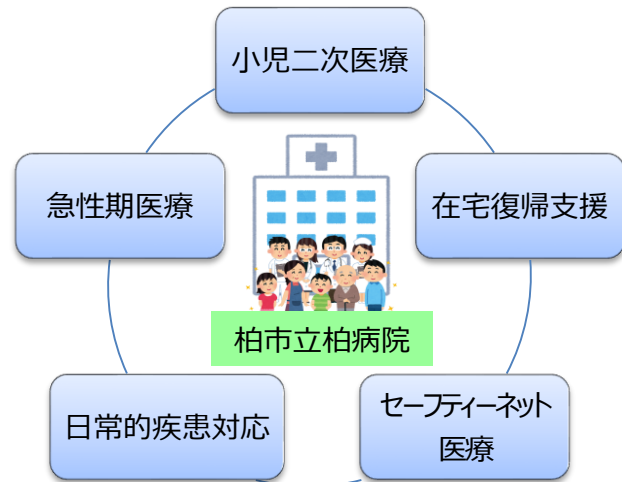 小児二次医療
急性期医療
在宅復帰支援
柏市立柏病院
日常的疾患対応
セーフティーネット
医療